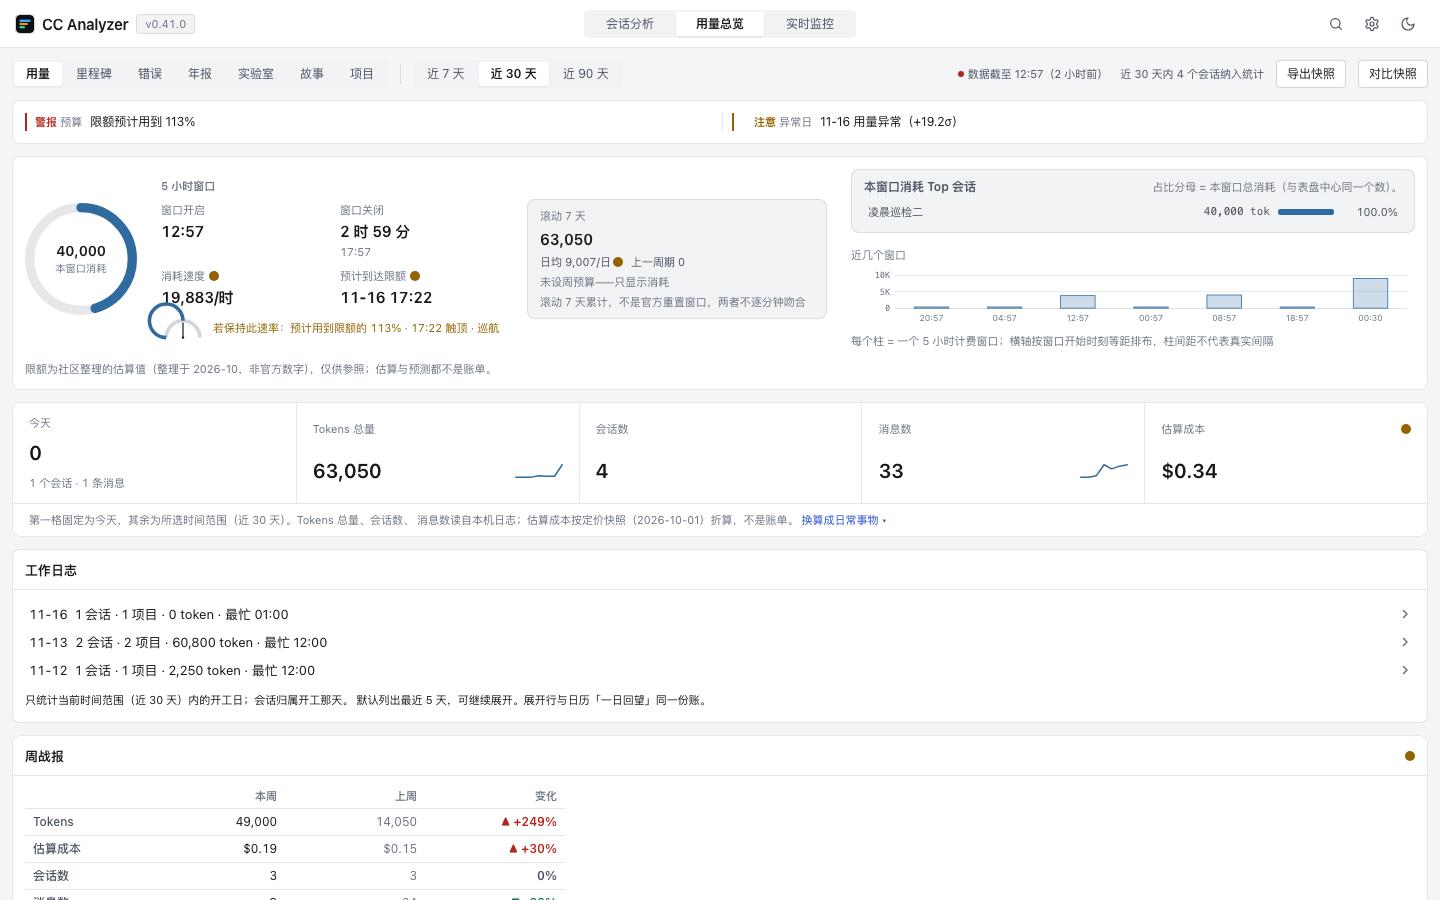 CC Analyzer v0.41.0
会话分析 用量总览 实时监控
用量 里程碑 错误 年报 实验室 故事 项目 近 7 天 近 30 天 近 90 天
数据截至 12:57（2 小时前） 近 30 天内 4 个会话纳入统计 导出快照 对比快照
警报 预算 限额预计用到 113%
注意 异常日 11-16 用量异常（+19.2σ）
40,000
本窗口消耗
5 小时窗口
窗口开启 窗口关闭
12:57 2 时 59 分
17:57
消耗速度 预计到达限额
19,883/时 11-16 17:22
若保持此速率：预计用到限额的 113% · 17:22 触顶 · 巡航
滚动 7 天
63,050
日均 9,007/日 上一周期 0
未设周预算——只显示消耗
滚动 7 天累计，不是官方重置窗口，两者不逐分钟吻合
本窗口消耗 Top 会话 占比分母 = 本窗口总消耗（与表盘中心同一个数）。
凌晨巡检二 40,000 tok 100.0%
近几个窗口
10K
5K
0
20:57 04:57 12:57 00:57 08:57 18:57 00:30
每个柱 = 一个 5 小时计费窗口；横轴按窗口开始时刻等距排布，柱间距不代表真实间隔
限额为社区整理的估算值（整理于 2026-10，非官方数字），仅供参照；估算与预测都不是账单。
今天
0
1 个会话 · 1 条消息
Tokens 总量
63,050
会话数
4
消息数
33
估算成本
$0.34
第一格固定为今天，其余为所选时间范围（近 30 天）。Tokens 总量、会话数、 消息数读自本机日志；估算成本按定价快照（2026-10-01）折算，不是账单。 换算成日常事物
工作日志
11-16 1 会话 · 1 项目 · 0 token · 最忙 01:00
11-13 2 会话 · 2 项目 · 60,800 token · 最忙 12:00
11-12 1 会话 · 1 项目 · 2,250 token · 最忙 12:00
只统计当前时间范围（近 30 天）内的开工日；会话归属开工那天。 默认列出最近 5 天，可继续展开。展开行与日历「一日回望」同一份账。
周战报
本周 上周 变化
Tokens 49,000 14,050 ▲ +249%
估算成本 $0.19 $0.15 ▲ +30%
会话数 3 3 0%